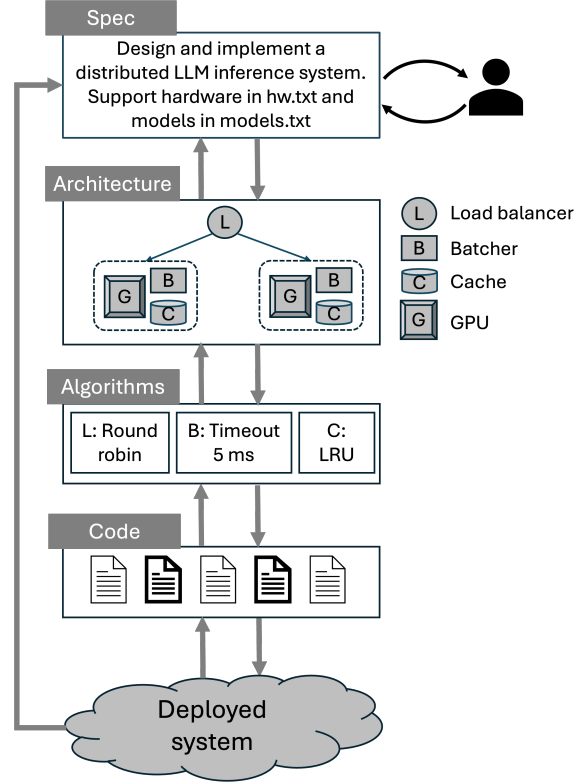 Spec
Design and implement a
distributed LLM inference system.
Support hardware in hw.txt and
models in models.txt
Architecture
L
G
B
C
G
B
C
L Load balancer
B Batcher
C Cache
G GPU
Algorithms
L: Round
robin
B: Timeout
5 ms
C:
LRU
Code
Deployed
system